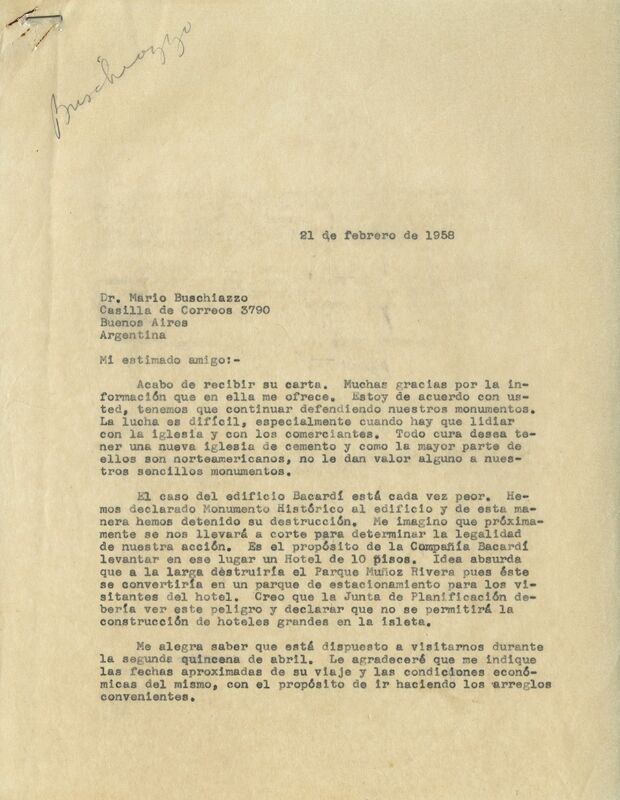 Buschiazzo
21 de febrero de 1958
Dr. Mario Buschiazzo
Casilla de Correos 3790
Buenos Aires
Argentina
Mi estimado amigo:-
Acabo de recibir su carta. Muchas gracias por la in-
formación que en ella me ofrece. Estoy de acuerdo con us-
ted, tenemos que continuar defendiendo nuestros monumentos.
La lucha es difícil, especialmente cuando hay que lidiar
con la iglesia y con los comerciantes. Todo cura desea te-
ner una nueva iglesia de cemento y como la mayor parte de
ellos son norteamericanos, no le dan valor alguno a nues-
tros sencillos monumentos.
El caso del edificio Bacardí está cada vez peor. He-
mos declarado Monumento Histórico al edificio y de esta ma-
nera hemos detenido su destrucción. Me imagino que próxima-
mente se nos llevará a corte para determinar la legalidad
de nuestra acción. Es el propósito de la Compañía Bacardí
levantar en ese lugar un Hotel de 10 pisos. Idea absurda
que a la larga destruiría el Parque Muñoz Rivera pues éste
se convertiría en un parque de estacionamiento para los vi-
sitantes del hotel. Creo que la Junta de Planificación de-
bería ver este peligro y declarar que no se permitirá la
construcción de hoteles grandes en la isleta.
Me alegra saber que está dispuesto a visitarnos durante
la segunda quincena de abril. Le agradeceré que me indique
las fechas aproximadas de su viaje y las condiciones econó-
micas del mismo, con el propósito de ir haciendo los arreglos
convenientes.